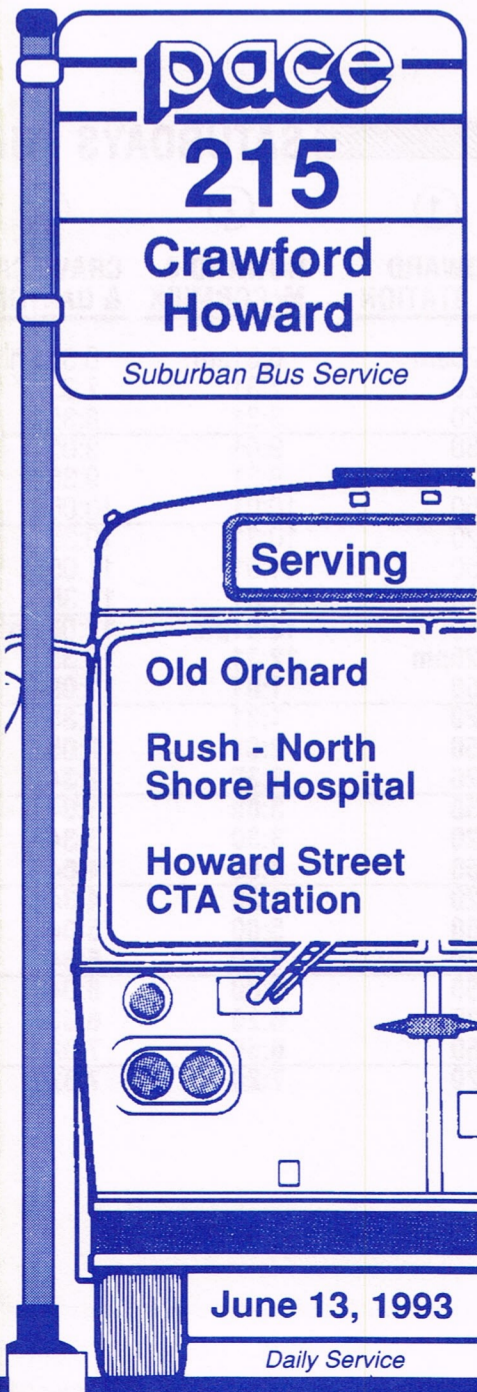 pace
215
Crawford
Howard
Suburban Bus Service
Serving
Old Orchard
Rush - North
Shore Hospital
Howard Street
CTA Station
June 13, 1993
Daily Service